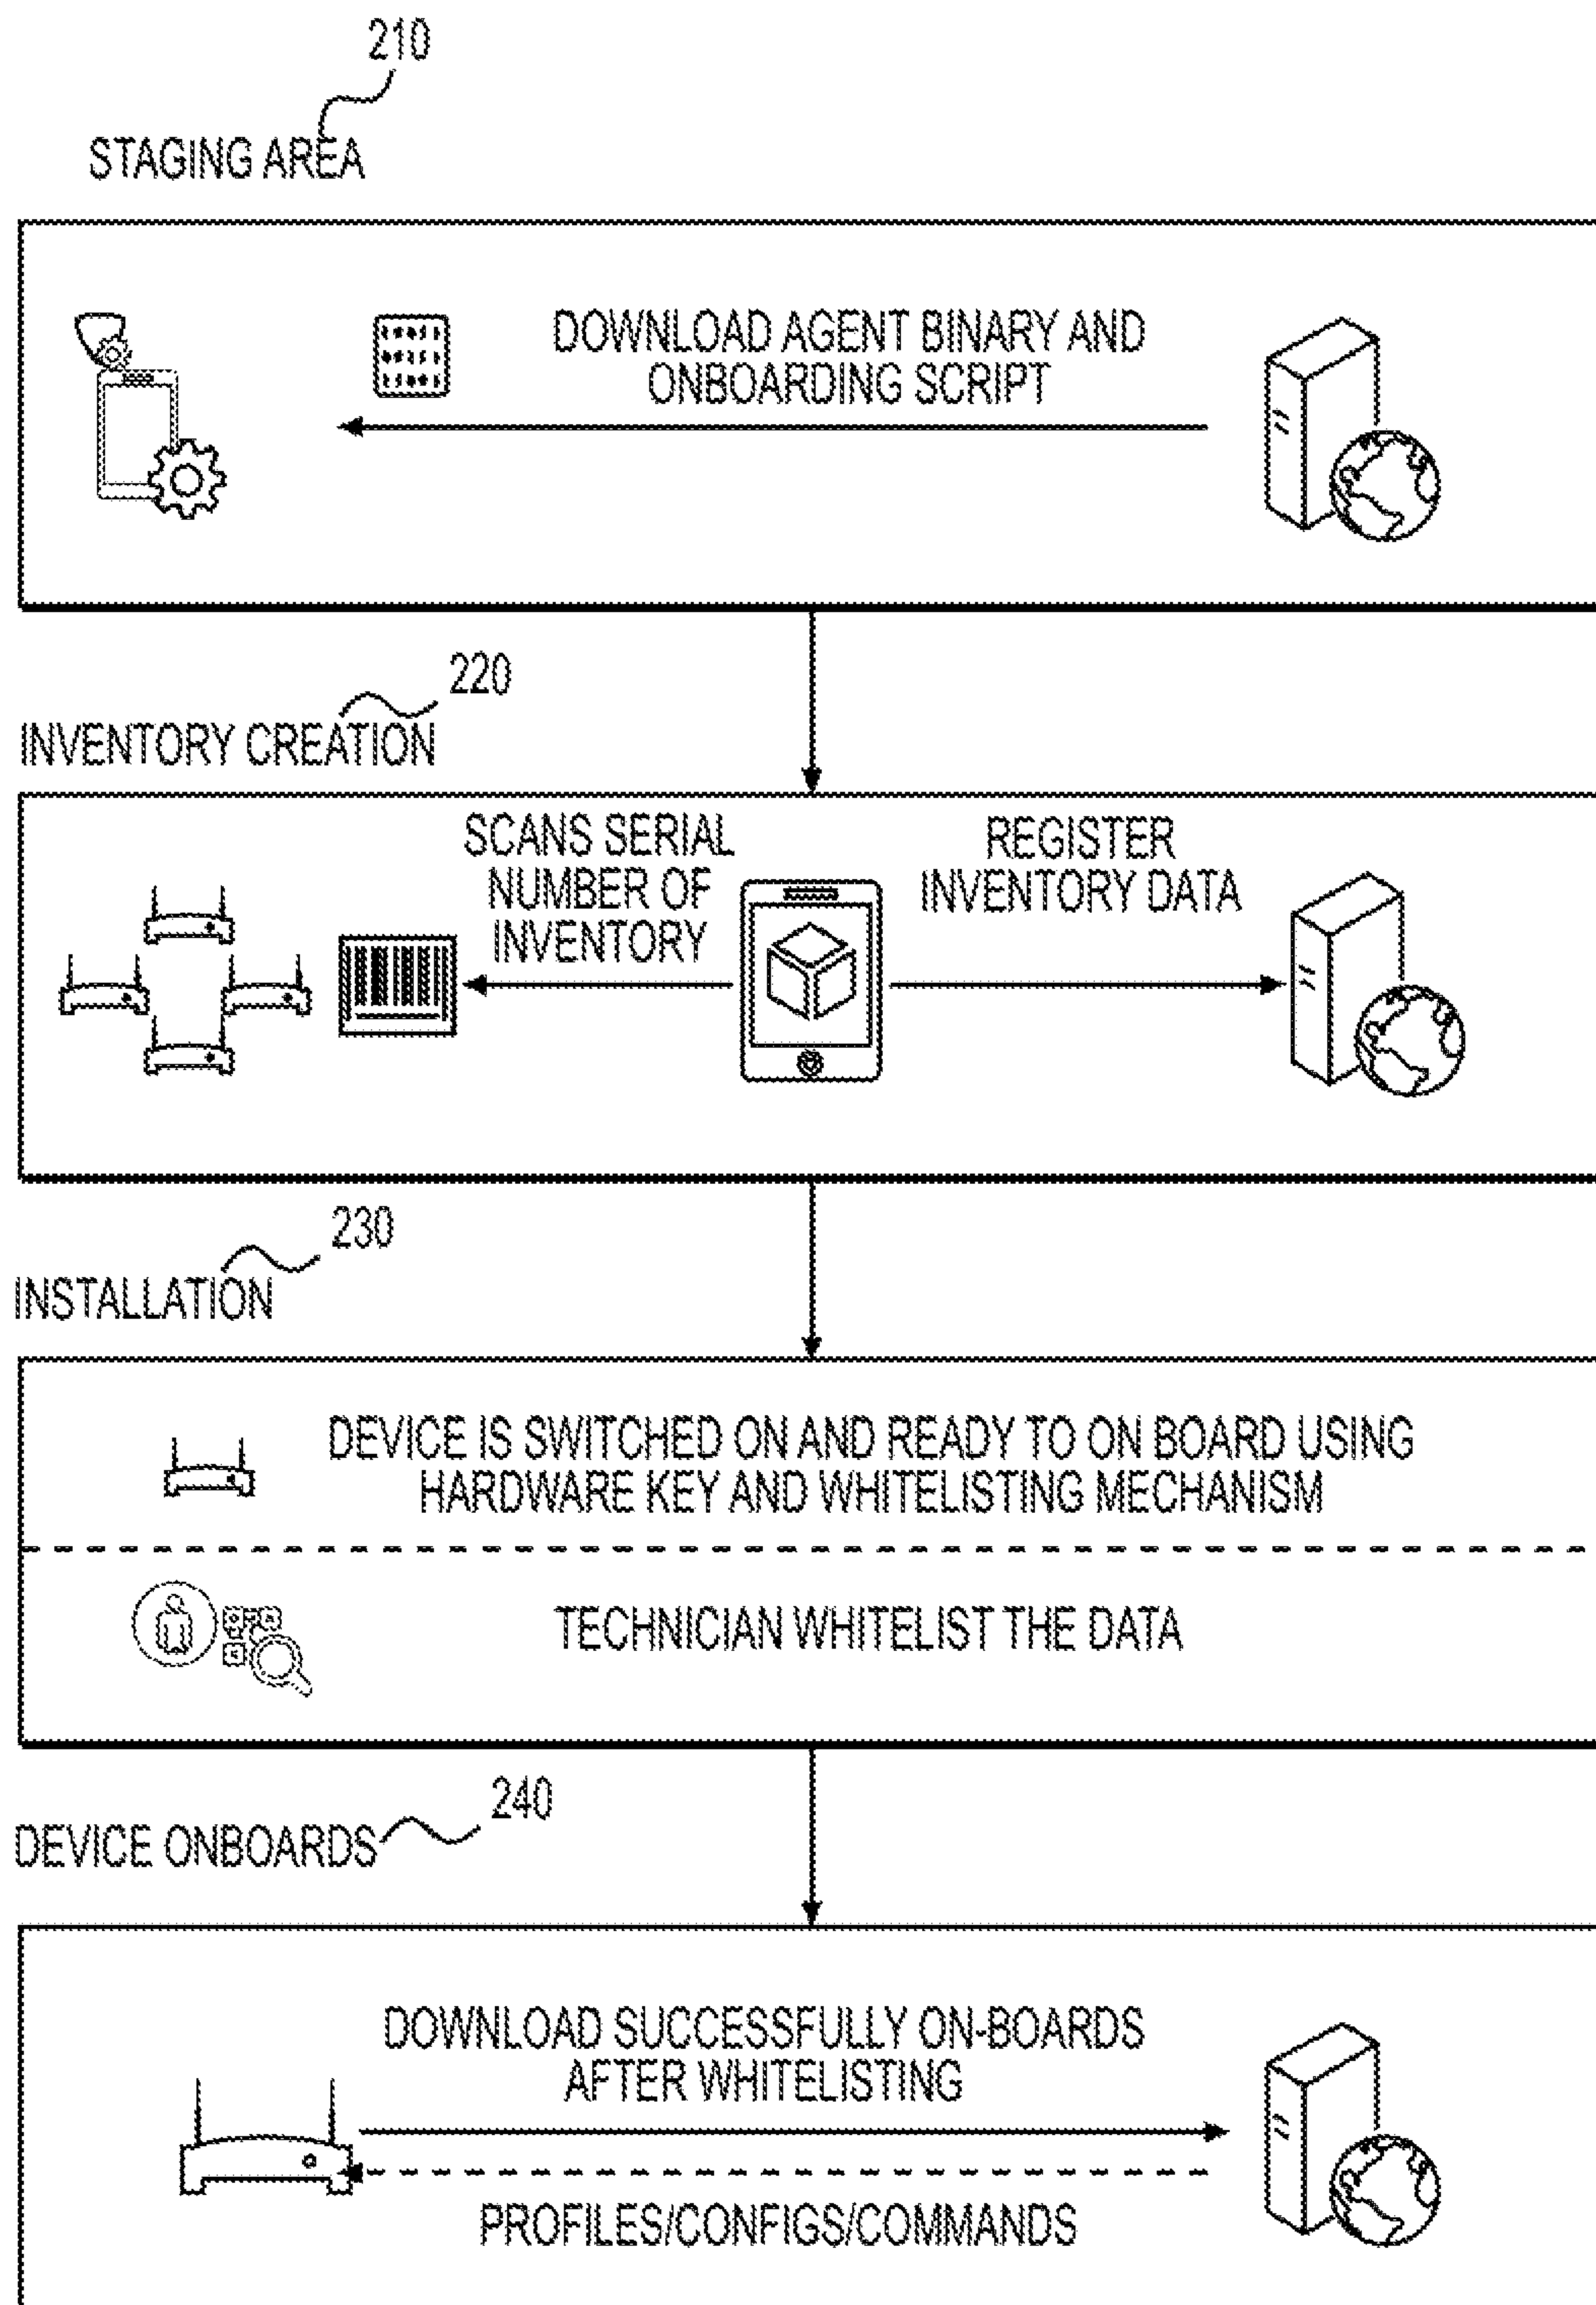 210
STAGING AREA
DOWNLOAD AGENT BINARY AND
ONBOARDING SCRIPT
220
INVENTORY CREATION
SCANS SERIAL
NUMBER OF
INVENTORY
REGISTER
INVENTORY DATA
230
INSTALLATION
DEVICE IS SWITCHED ON AND READY TO ON BOARD USING
HARDWARE KEY AND WHITELISTING MECHANISM
TECHNICIAN WHITELIST THE DATA
240
DEVICE ONBOARDS
DOWNLOAD SUCCESSFULLY ON-BOARDS
AFTER WHITELISTING
PROFILES/CONFIGS/COMMANDS